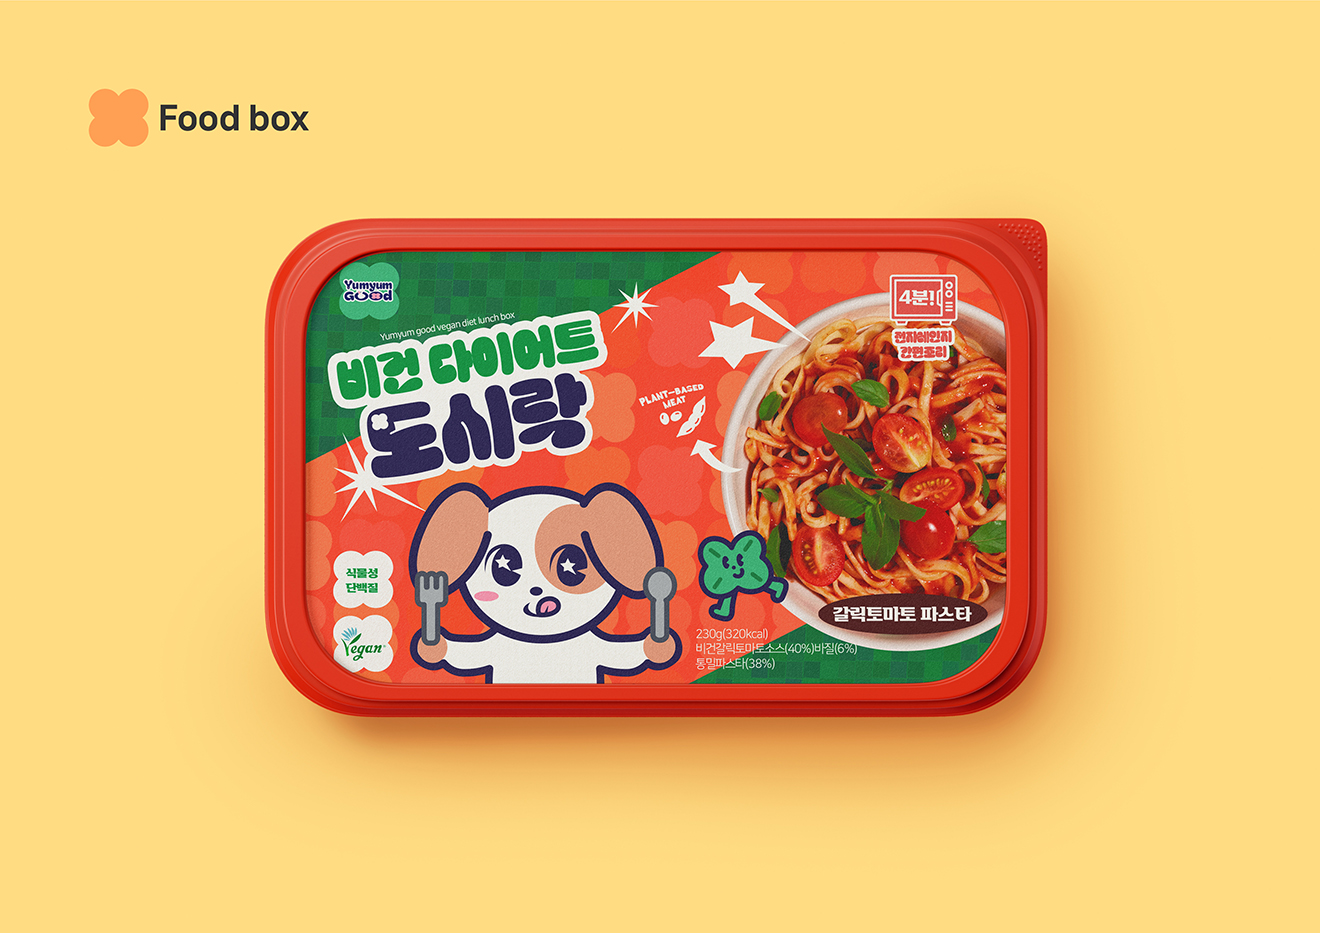 Food box
Yumyum
Good
Yumyum good vegan diet lunch box
비건 다이어트
도시락
PLANT-BASED
MEAT
4분!
전자레인지
간편조리
식물성
단백질
Vegan
갈릭토마토 파스타
230g(320kcal)
비건갈릭토마토소스(40%)바질(6%)
통밀파스타(38%)